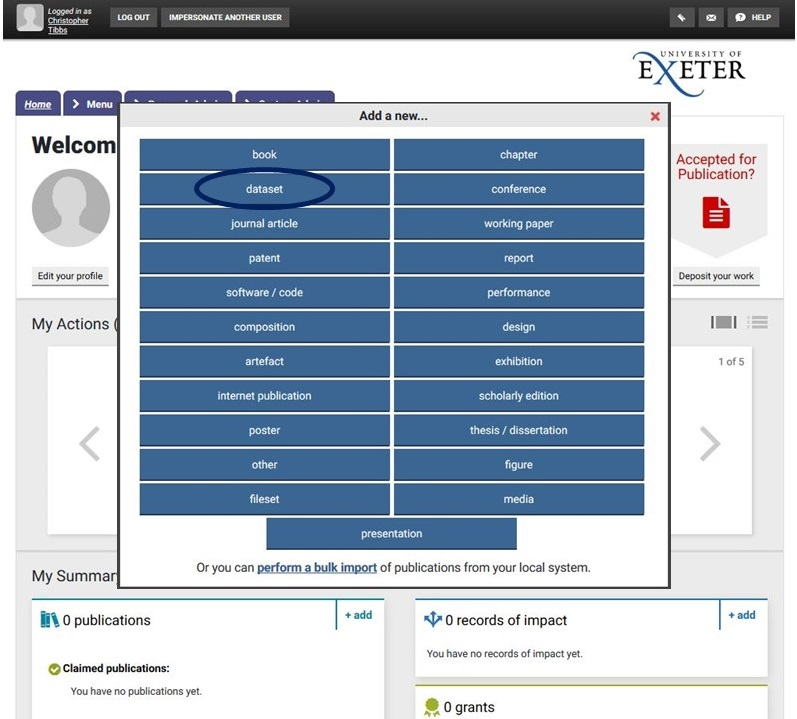 Logged in as
Christopher
Tibbs
LOG OUT
IMPERSONATE ANOTHER USER
HELP
UNIVERSITY OF
EXETER
Home
Menu
Add a new...
Welcom
book
chapter
dataset
conference
journal article
working paper
patent
report
software / code
performance
composition
design
artefact
exhibition
internet publication
scholarly edition
poster
thesis / dissertation
other
figure
fileset
media
presentation
Or you can perform a bulk import of publications from your local system.
Accepted for
Publication?
Edit your profile
Deposit your work
My Actions (
1 of 5
My Summar
0 publications
+ add
0 records of impact
+ add
Claimed publications:
You have no publications yet.
You have no records of impact yet.
0 grants